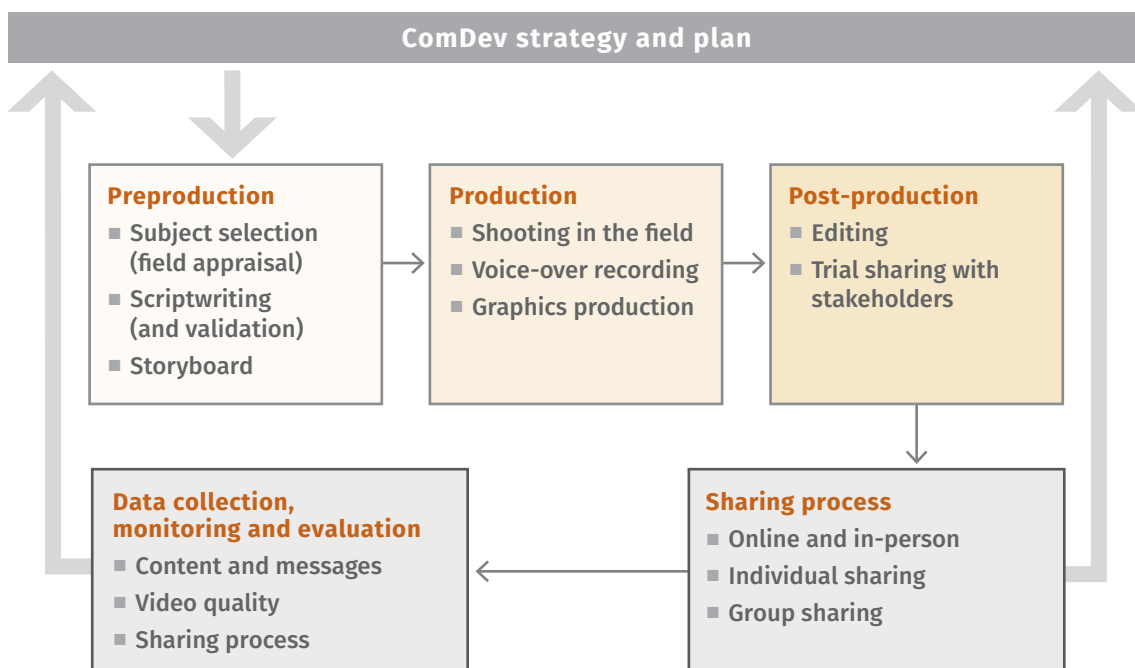 ComDev strategy and plan
Preproduction
■ Subject selection
(field appraisal)
■ Scriptwriting
(and validation)
■ Storyboard
Production
■ Shooting in the field
■ Voice-over recording
■ Graphics production
Post-production
■ Editing
■ Trial sharing with
stakeholders
Data collection,
monitoring and evaluation
■ Content and messages
■ Video quality
■ Sharing process
Sharing process
■ Online and in-person
■ Individual sharing
■ Group sharing